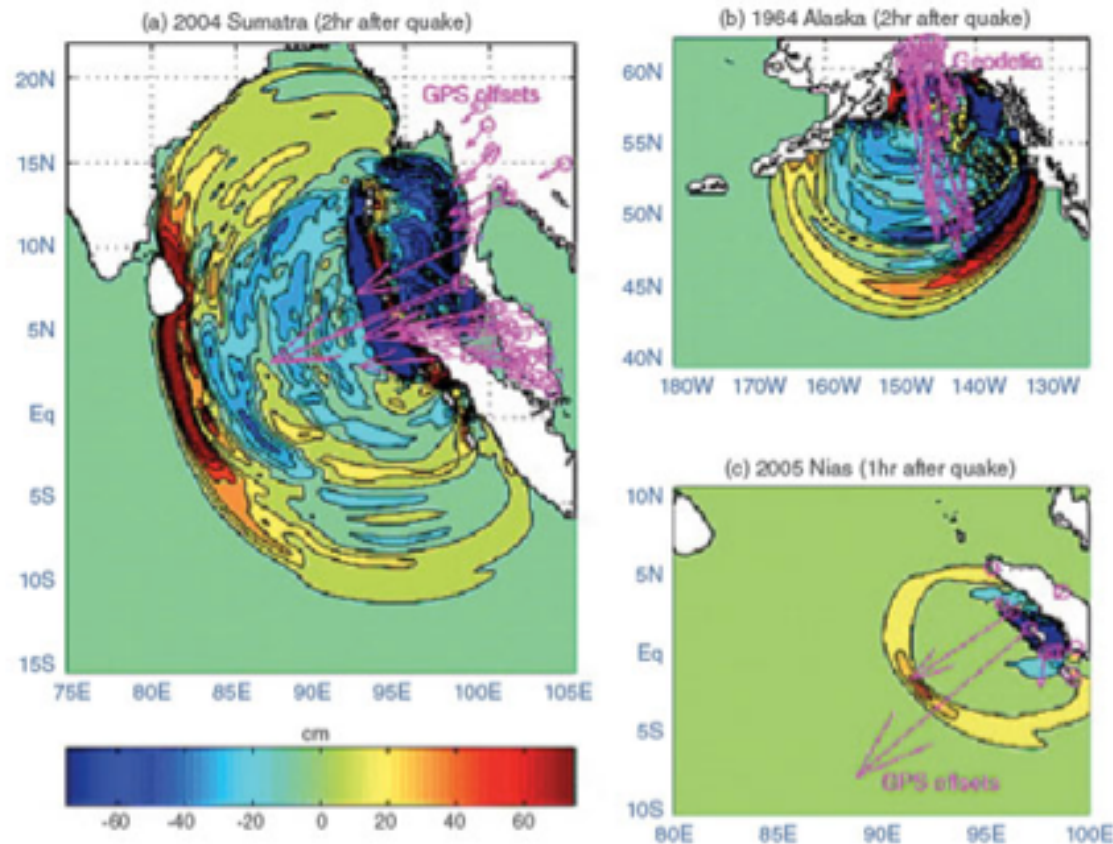 (a) 2004 Sumatra (2hr after quake)
20N
15N
10N
5N
Eq
5S
10S
15S
75E 80E 85E 90E 95E 100E 105E
GPS offsets
cm
-60 -40 -20 0 20 40 60
(b) 1964 Alaska (2hr after quake)
60N
55N
50N
45N
40N
180W 170W 160W 150W 140W 130W
Geodetic
(c) 2005 Nias (1hr after quake)
10N
5N
Eq
5S
10S
80E 85E 90E 95E 100E
GPS offsets